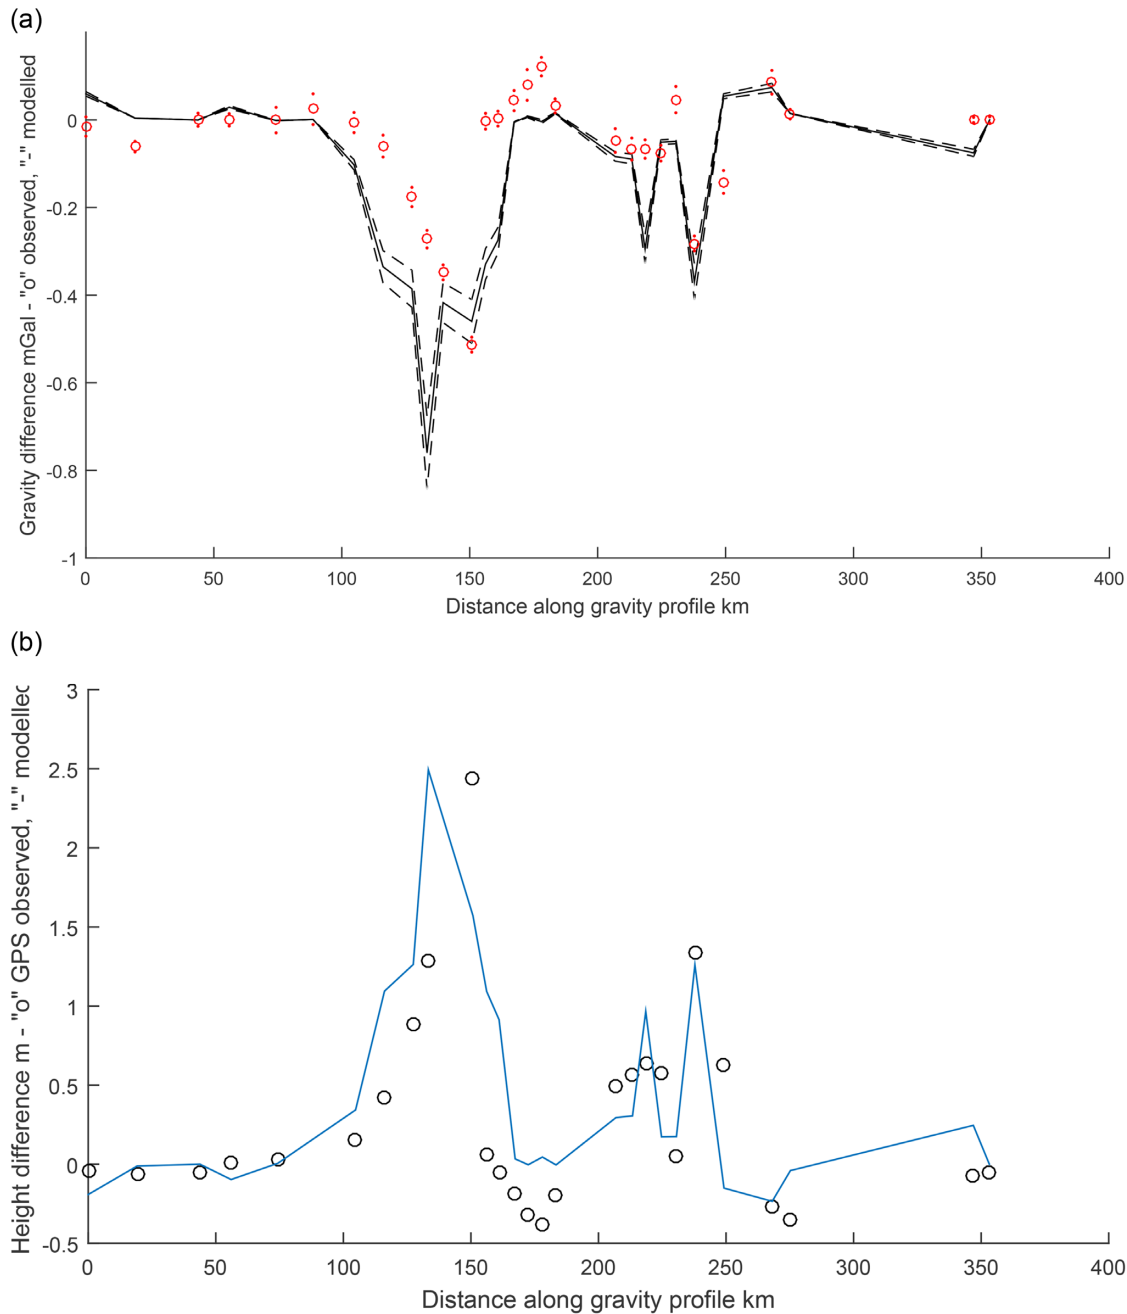 (a)
Gravity difference mGal - "o" observed, "-" modelled
0
-0.2
-0.4
-0.6
-0.8
-1
0 50 100 150 200 250 300 350 400
Distance along gravity profile km
(b)
Height difference m - "o" GPS observed, "-" modelled
3
2.5
2
1.5
1
0.5
0
-0.5
0 50 100 150 200 250 300 350 400
Distance along gravity profile km